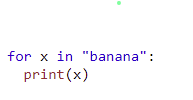 for x in "banana":
  print(x)